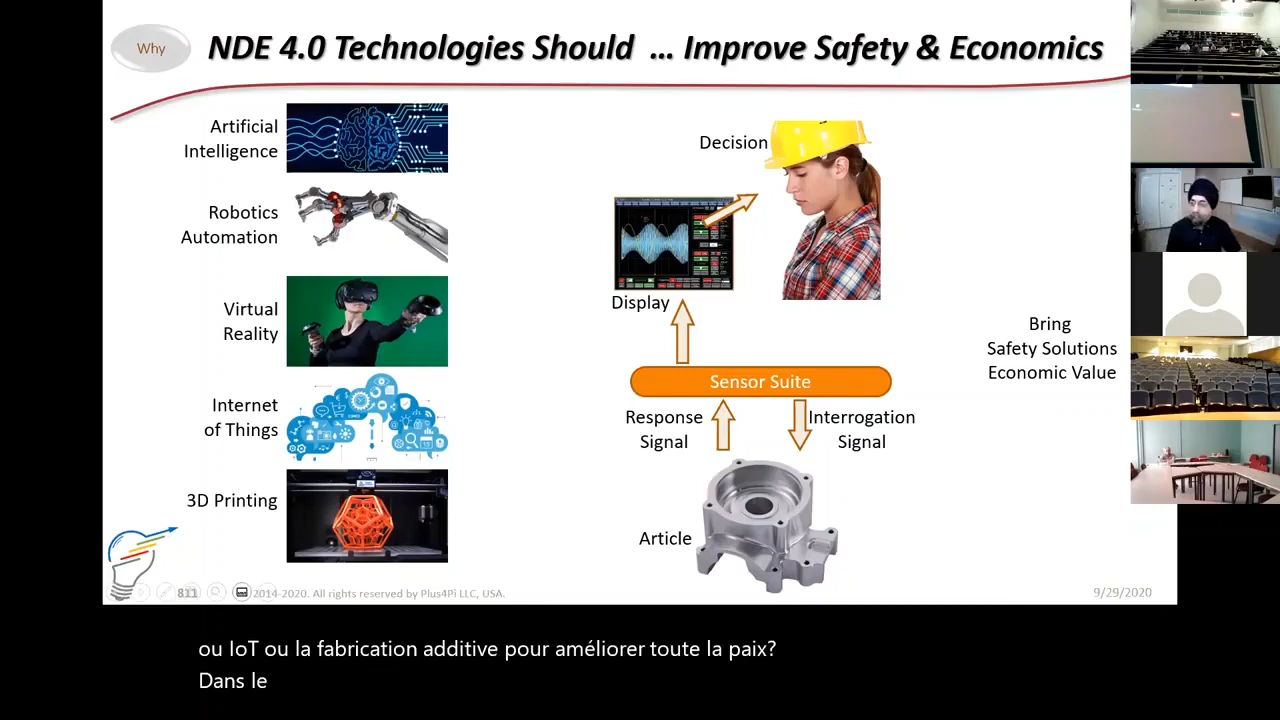 Why
NDE 4.0 Technologies Should … Improve Safety & Economics
Artificial
Intelligence
Robotics
Automation
Virtual
Reality
Internet
of Things
3D Printing
Decision
Display
Sensor Suite
Response
Signal
Interrogation
Signal
Article
Bring
Safety Solutions
Economic Value
811
2014-2020. All rights reserved by Plus4Pi LLC, USA.
9/29/2020
ou IoT ou la fabrication additive pour améliorer toute la paix?
Dans le